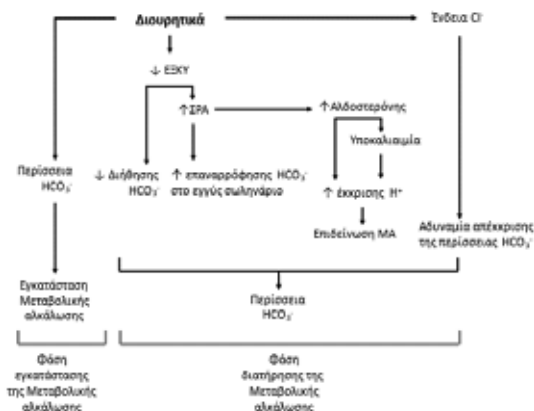 Διουρητικά
Ένδεια Cl⁻
↓ ΕΞΚΥ
↑ΣΡΑ
↑Αλδοστερόνης
Υποκαλιαιμία
Περίσσεια
HCO₃⁻
↓ Διήθησης
HCO₃⁻
↑ επαναρρόφησης HCO₃⁻
στο εγγύς σωληνάριο
↑ έκκρισης H⁺
Επιδείνωση ΜΑ
Αδυναμία απέκκρισης
της περίσσειας HCO₃⁻
Εγκατάσταση
Μεταβολικής
αλκάλωσης
Περίσσεια
HCO₃⁻
Φάση
εγκατάστασης
της Μεταβολικής
αλκάλωσης
Φάση
διατήρησης της
Μεταβολικής
αλκάλωσης